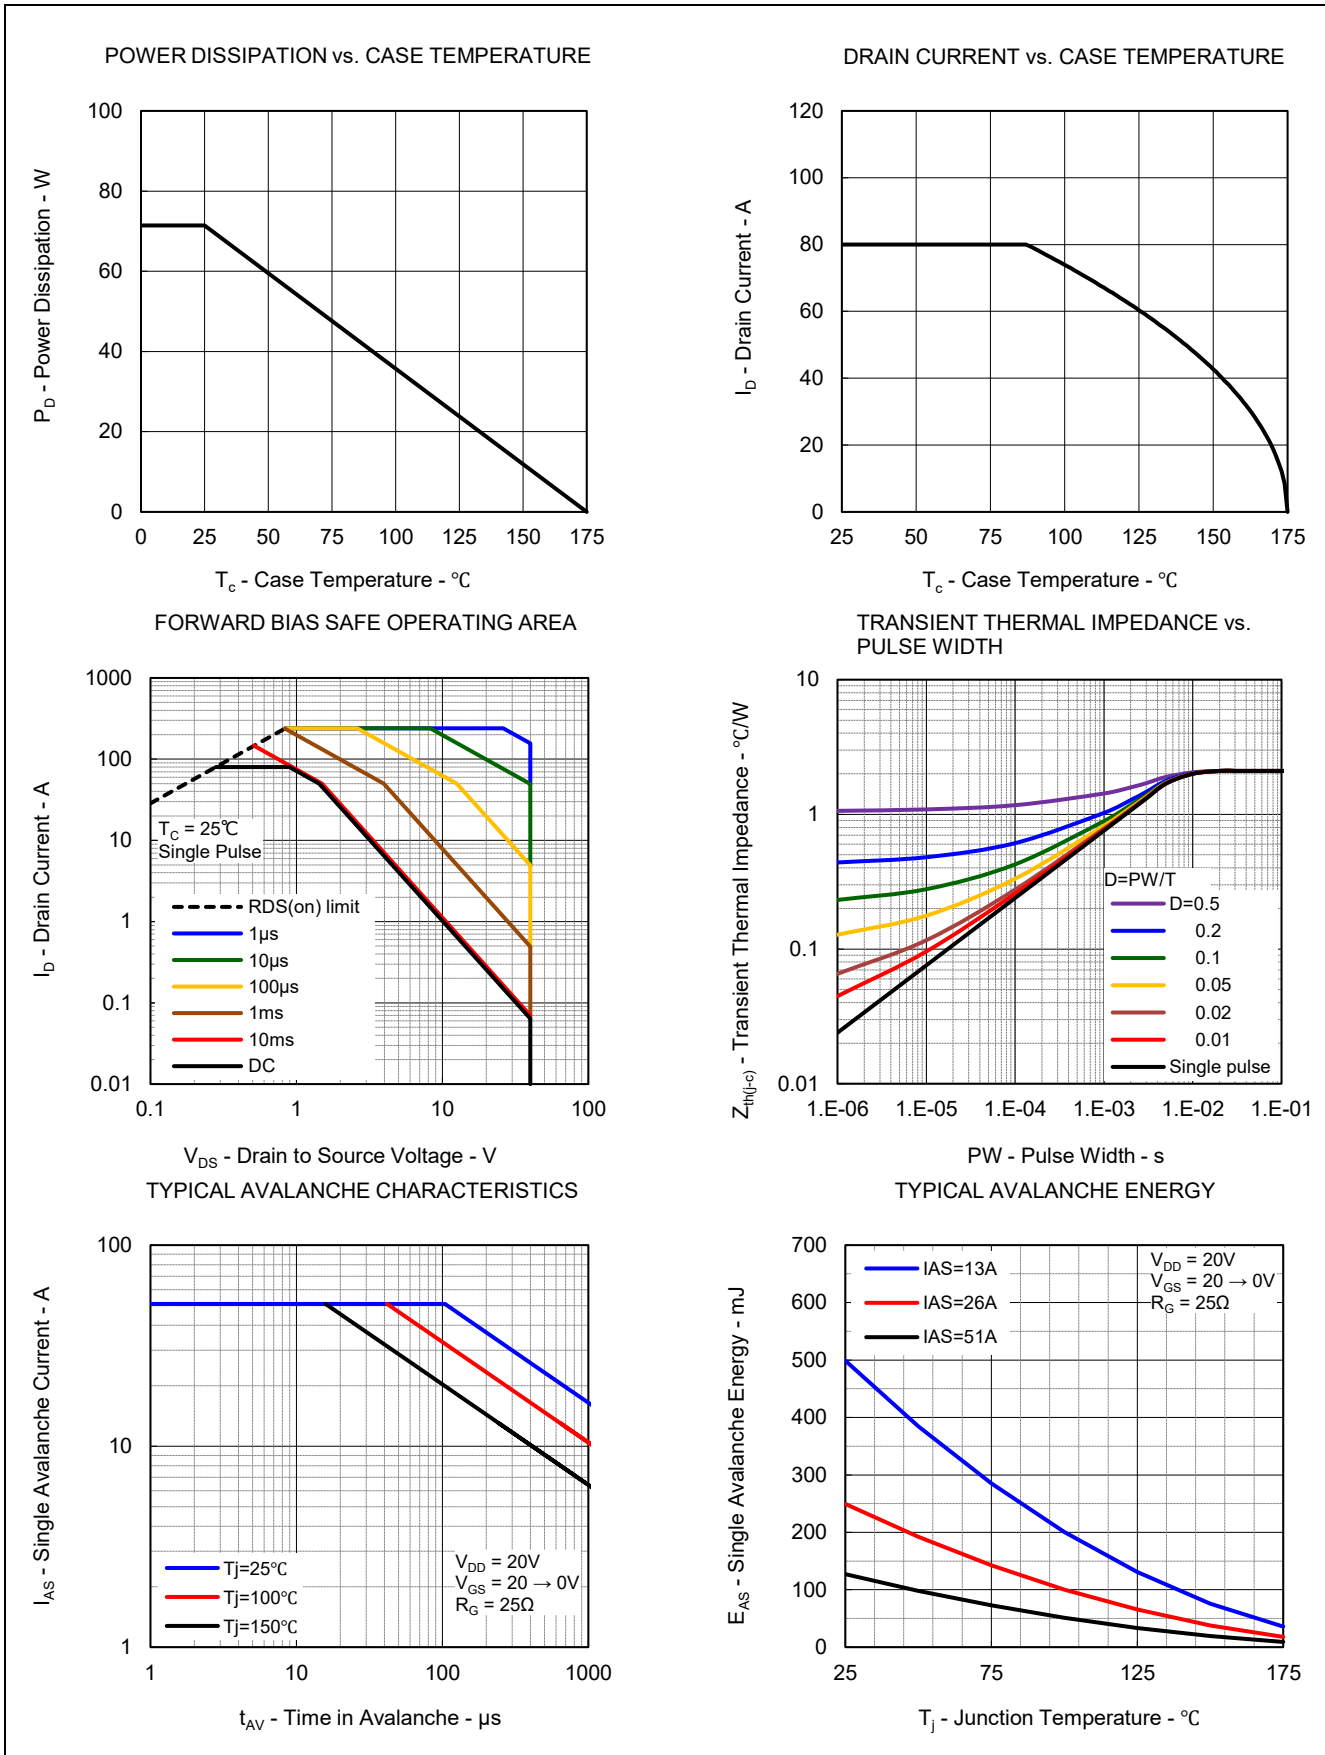 POWER DISSIPATION vs. CASE TEMPERATURE
100
80
60
40
20
0
P_D - Power Dissipation - W
0 25 50 75 100 125 150 175
T_c - Case Temperature - ℃
DRAIN CURRENT vs. CASE TEMPERATURE
120
100
80
60
40
20
0
I_D - Drain Current - A
25 50 75 100 125 150 175
T_c - Case Temperature - ℃
FORWARD BIAS SAFE OPERATING AREA
1000
100
10
1
0.1
0.01
I_D - Drain Current - A
T_C = 25℃
Single Pulse
RDS(on) limit
1μs
10μs
100μs
1ms
10ms
DC
0.1 1 10 100
V_DS - Drain to Source Voltage - V
TRANSIENT THERMAL IMPEDANCE vs.
PULSE WIDTH
10
1
0.1
0.01
Z_th(j-c) - Transient Thermal Impedance - ℃/W
D=PW/T
D=0.5
0.2
0.1
0.05
0.02
0.01
Single pulse
1.E-06 1.E-05 1.E-04 1.E-03 1.E-02 1.E-01
PW - Pulse Width - s
TYPICAL AVALANCHE CHARACTERISTICS
100
10
1
I_AS - Single Avalanche Current - A
Tj=25℃
Tj=100℃
Tj=150℃
V_DD = 20V
V_GS = 20 → 0V
R_G = 25Ω
1 10 100 1000
t_AV - Time in Avalanche - μs
TYPICAL AVALANCHE ENERGY
700
600
500
400
300
200
100
0
E_AS - Single Avalanche Energy - mJ
IAS=13A
IAS=26A
IAS=51A
V_DD = 20V
V_GS = 20 → 0V
R_G = 25Ω
25 75 125 175
T_j - Junction Temperature - ℃